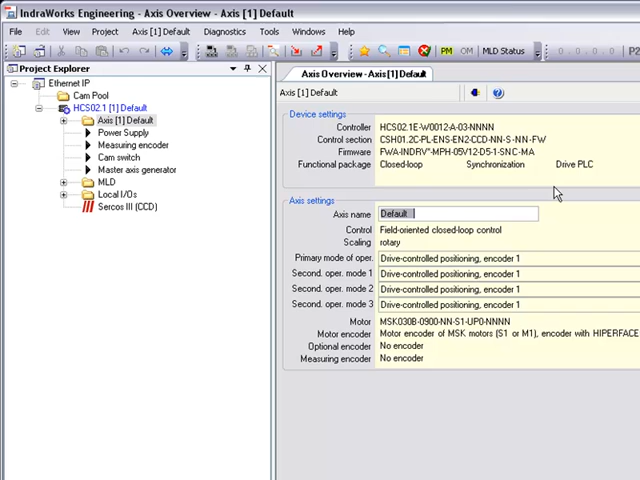 IndraWorks Engineering - Axis Overview - Axis [1] Default
File Edit View Project Axis [1] Default Diagnostics Tools Windows Help
PM OM MLD Status 0 . 0 . 0 . 0 P2
Project Explorer
Axis Overview - Axis[1] Default
Ethernet IP
Axis [1] Default
Cam Pool
HCS02.1 [1] Default
Axis [1] Default
Power Supply
Measuring encoder
Cam switch
Master axis generator
MLD
Local I/Os
Sercos III (CCD)
Device settings
Controller HCS02.1E-W0012-A-03-NNNN
Control section CSH01.2C-PL-ENS-EN2-CCD-NN-S-NN-FW
Firmware FWA-INDRV*-MPH-05V12-D5-1-SNC-MA
Functional package Closed-loop Synchronization Drive PLC
Axis settings
Axis name Default
Control Field-oriented closed-loop control
Scaling rotary
Primary mode of oper. Drive-controlled positioning, encoder 1
Second. oper. mode 1 Drive-controlled positioning, encoder 1
Second. oper. mode 2 Drive-controlled positioning, encoder 1
Second. oper. mode 3 Drive-controlled positioning, encoder 1
Motor MSK030B-0900-NN-S1-UP0-NNNN
Motor encoder Motor encoder of MSK motors (S1 or M1), encoder with HIPERFACE
Optional encoder No encoder
Measuring encoder No encoder